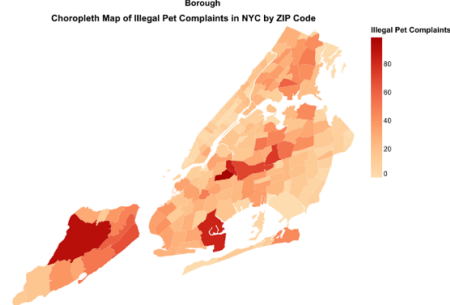 Borough
Choropleth Map of Illegal Pet Complaints in NYC by ZIP Code
Illegal Pet Complaints
80
60
40
20
0